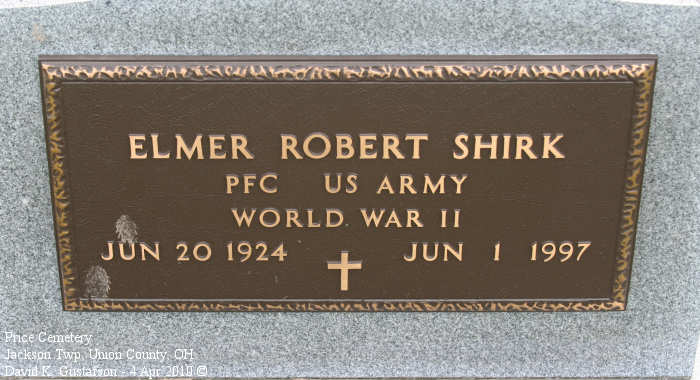 ELMER ROBERT SHIRK
PFC US ARMY
WORLD WAR II
JUN 20 1924 JUN 1 1997
Price Cemetery
Jackson Twp, Union County, OH
David K. Gustafson - 4 Apr 2010 ©